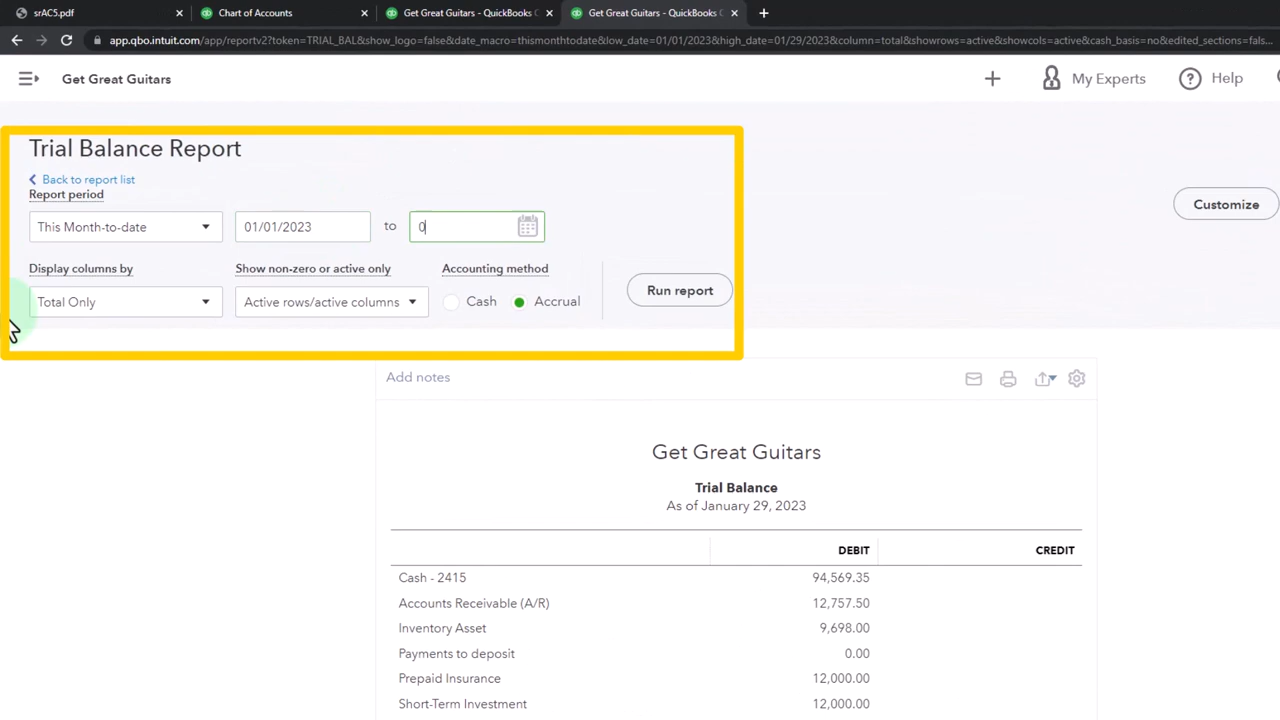 srAC5.pdf × Chart of Accounts × Get Great Guitars - QuickBooks C × Get Great Guitars - QuickBooks C × +
app.qbo.intuit.com/app/reportv2?token=TRIAL_BAL&show_logo=false&date_macro=thismonthtodate&low_date=01/01/2023&high_date=01/29/2023&column=total&showrows=active&showcols=active&cash_basis=no&edited_sections=fals...
Get Great Guitars + My Experts ? Help
Trial Balance Report
Back to report list
Report period
This Month-to-date 01/01/2023 to 0
Display columns by Show non-zero or active only Accounting method
Total Only Active rows/active columns Cash Accrual Run report
Customize
Add notes
Get Great Guitars
Trial Balance
As of January 29, 2023
DEBIT CREDIT
Cash - 2415 94,569.35
Accounts Receivable (A/R) 12,757.50
Inventory Asset 9,698.00
Payments to deposit 0.00
Prepaid Insurance 12,000.00
Short-Term Investment 12,000.00